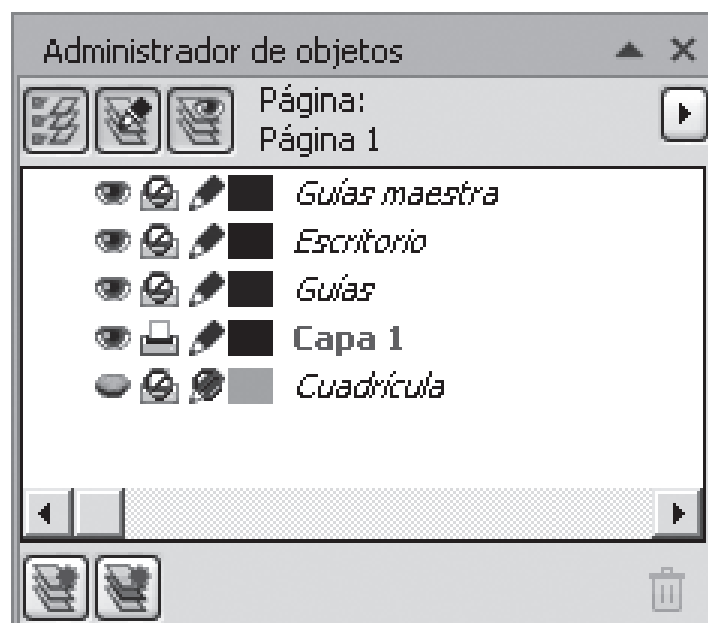 Administrador de objetos
Página:
Página 1
Guías maestra
Escritorio
Guías
Capa 1
Cuadrícula